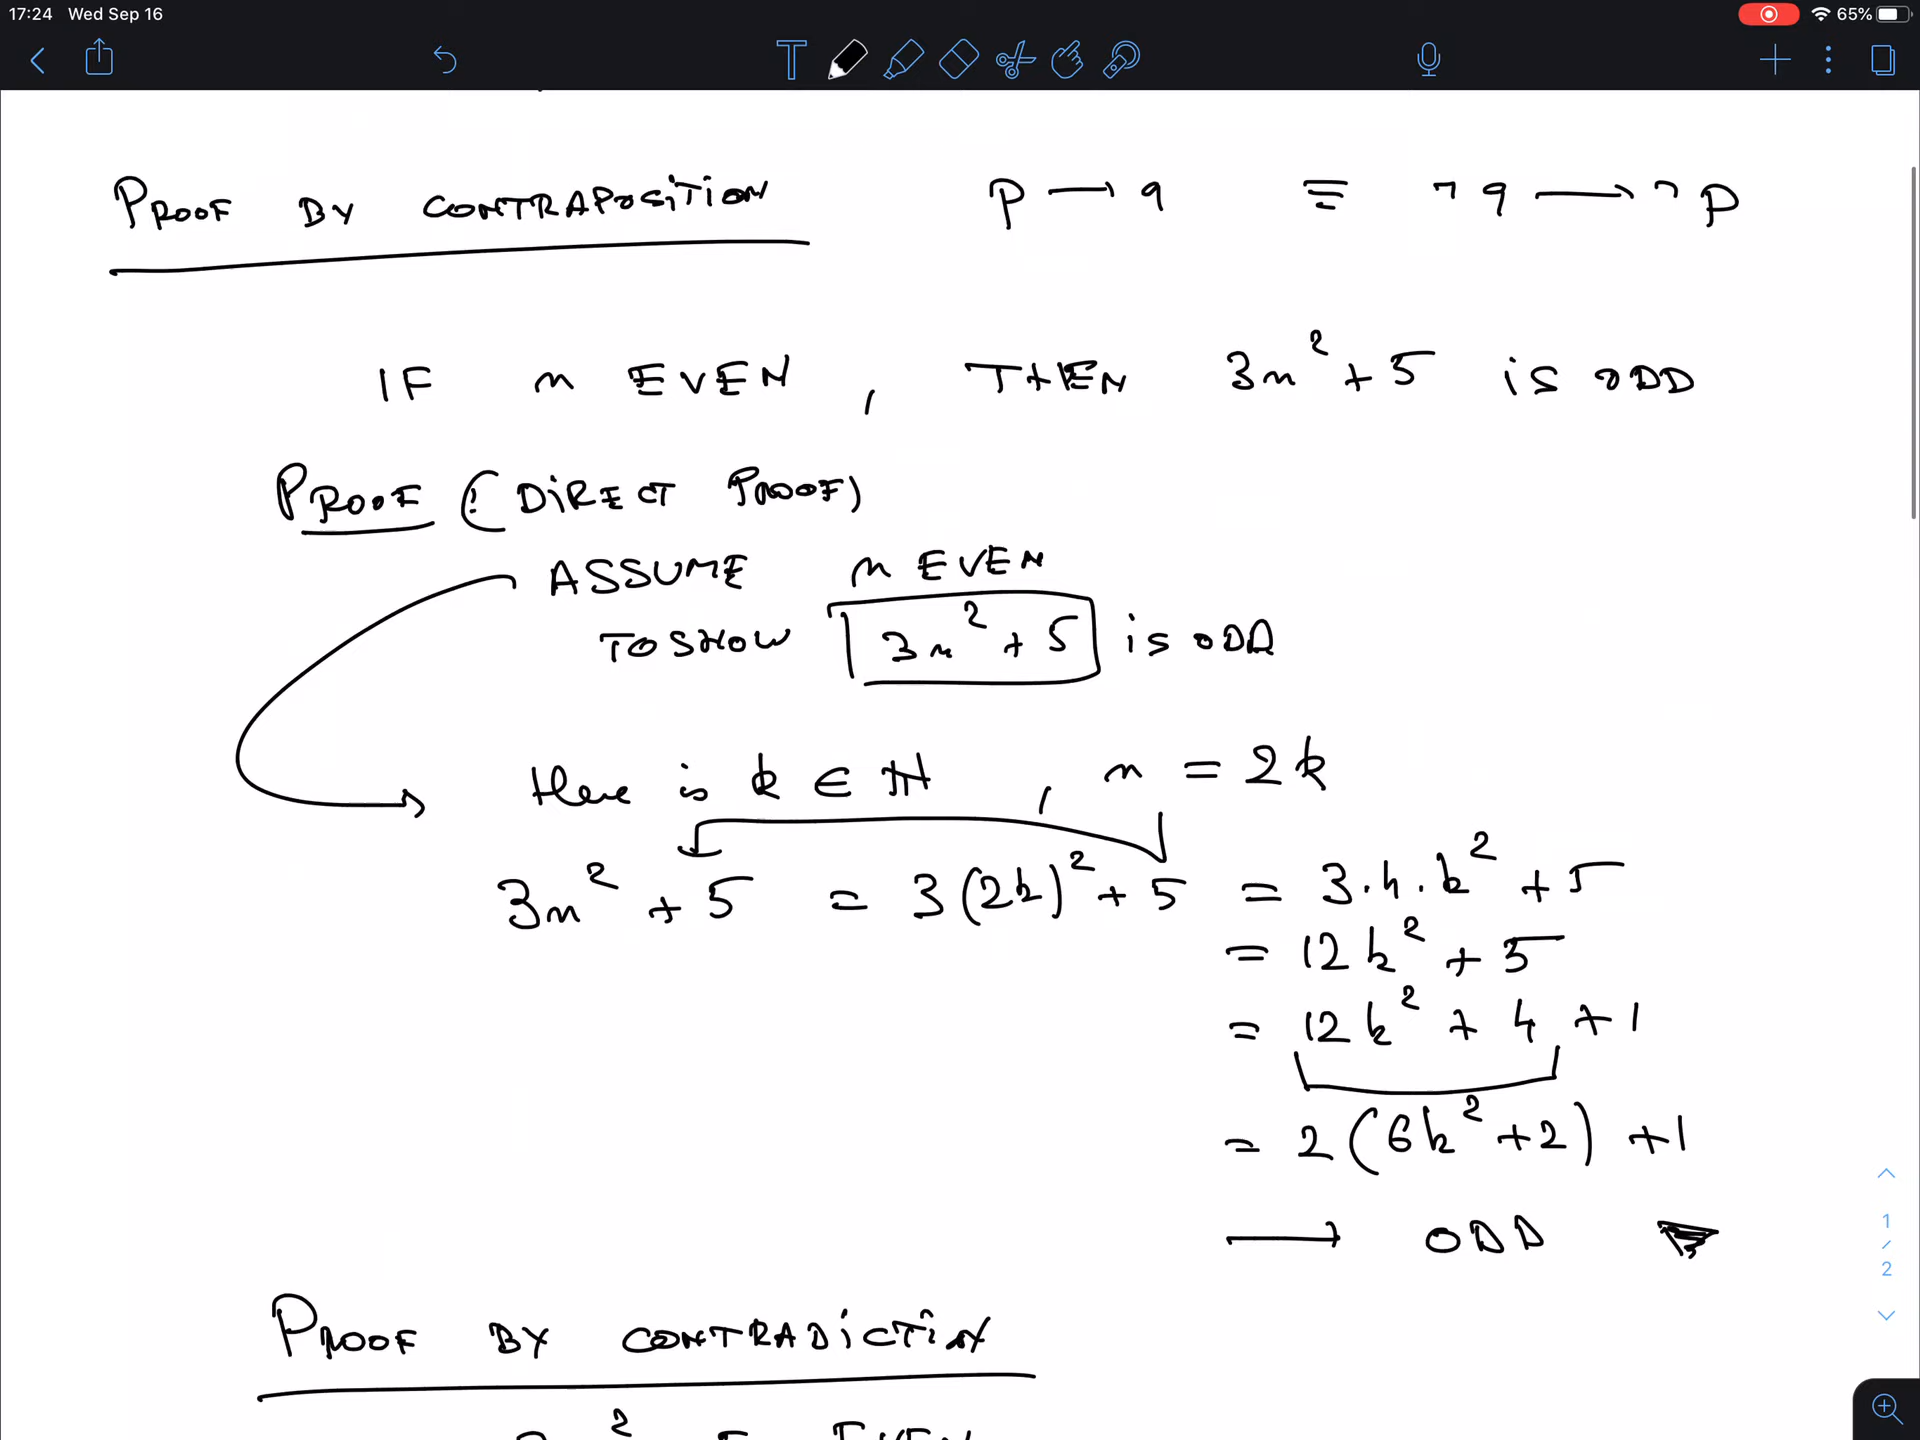 17:24 Wed Sep 16 65%
PROOF BY CONTRAPOSITION P → q ≡ ¬q → ¬P
IF n EVEN, THEN 3n² + 5 is ODD
PROOF (DIRECT PROOF)
ASSUME n EVEN
TO SHOW 3n² + 5 is ODD
there is k ∈ ℕ, n = 2k
3n² + 5 = 3(2k)² + 5 = 3·4·k² + 5
= 12k² + 5
= 12k² + 4 + 1
= 2(6k² + 2) + 1
→ ODD
1
/
2
PROOF BY CONTRADICTION